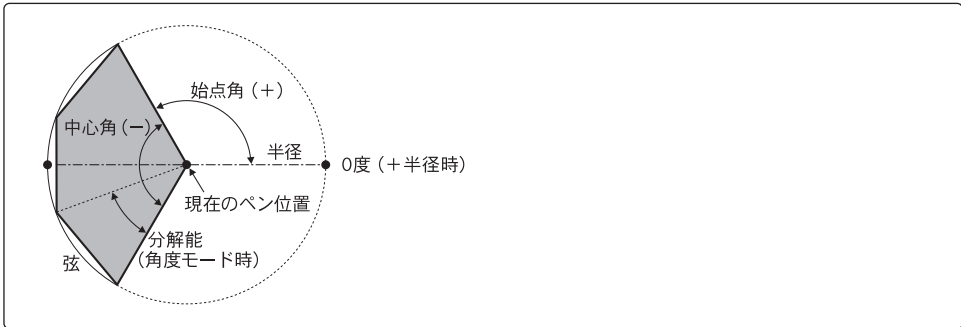 始点角(+)
中心角(−)
半径
0度(+半径時)
現在のペン位置
分解能
(角度モード時)
弦